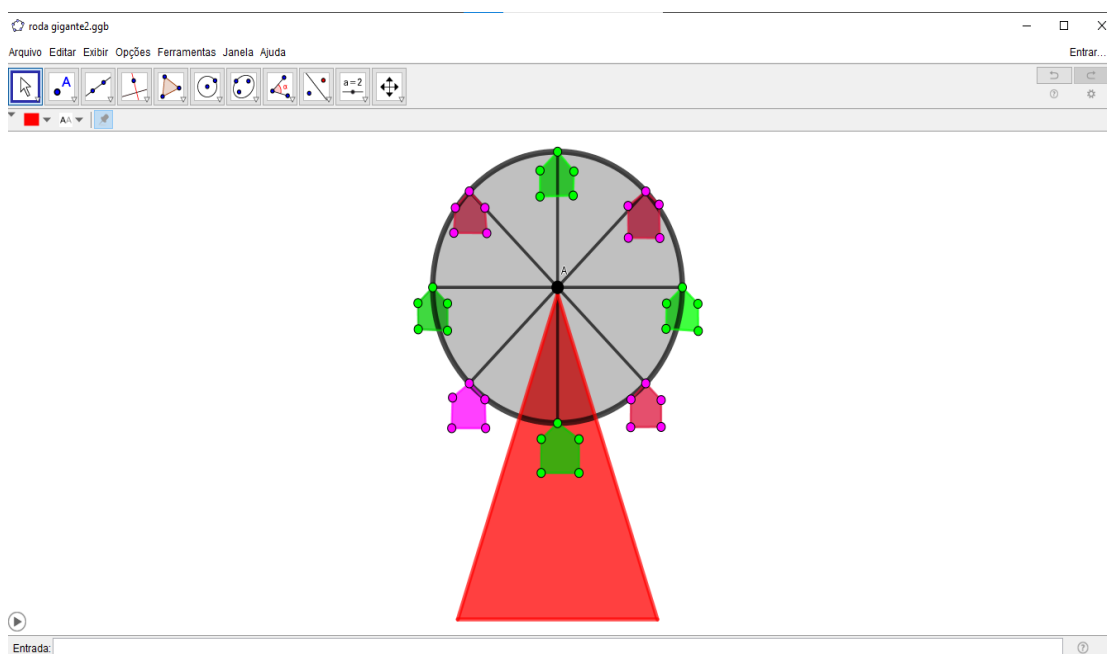 roda gigante2.ggb
Arquivo Editar Exibir Opções Ferramentas Janela Ajuda
Entrar...
A
α
a=2
AA
A
Entrada: